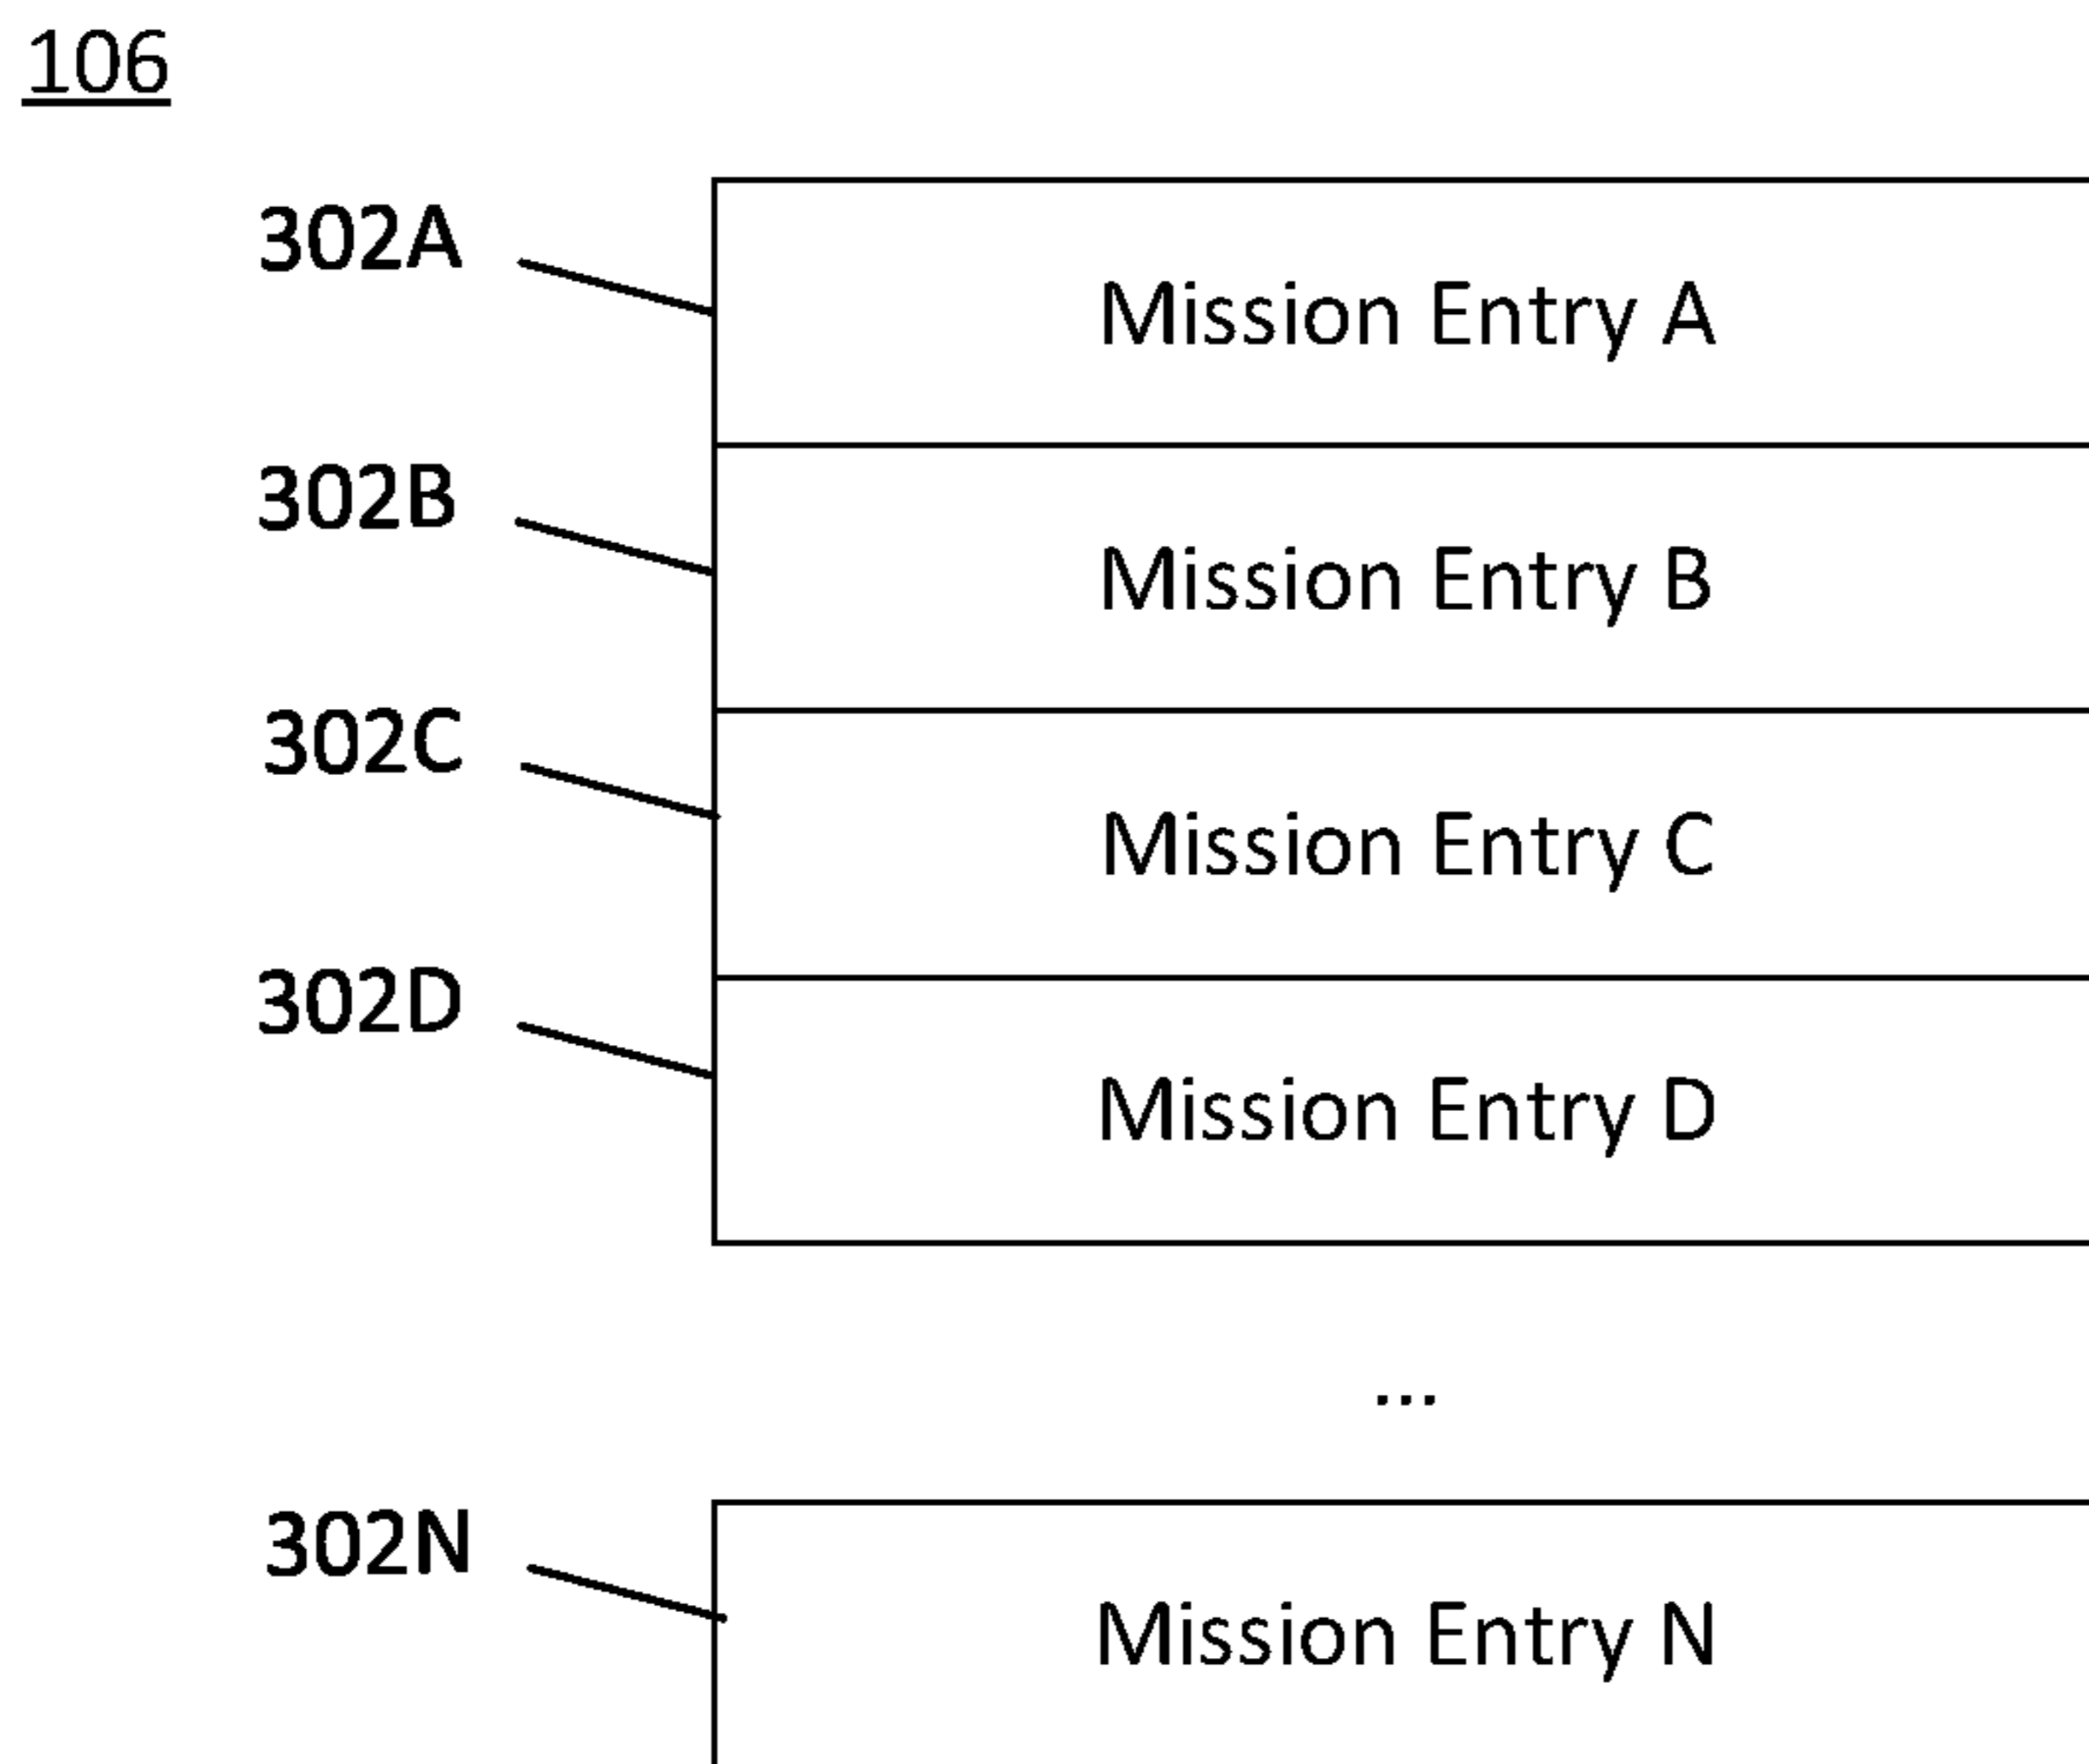 106
302A
Mission Entry A
302B
Mission Entry B
302C
Mission Entry C
302D
Mission Entry D
...
302N
Mission Entry N